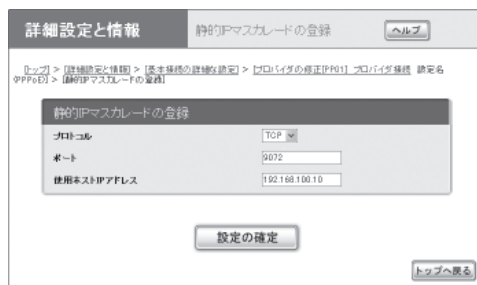 詳細設定と情報
静的IPマスカレードの登録
ヘルプ
[トップ] > [詳細設定と情報] > [基本接続の詳細な設定] > [プロバイダの修正[PP01] プロバイダ接続 設定名
(PPPoE)] > [静的IPマスカレードの登録]
静的IPマスカレードの登録
プロトコル TCP
ポート 9072
使用ホストIPアドレス 192.168.100.10
設定の確定
トップへ戻る